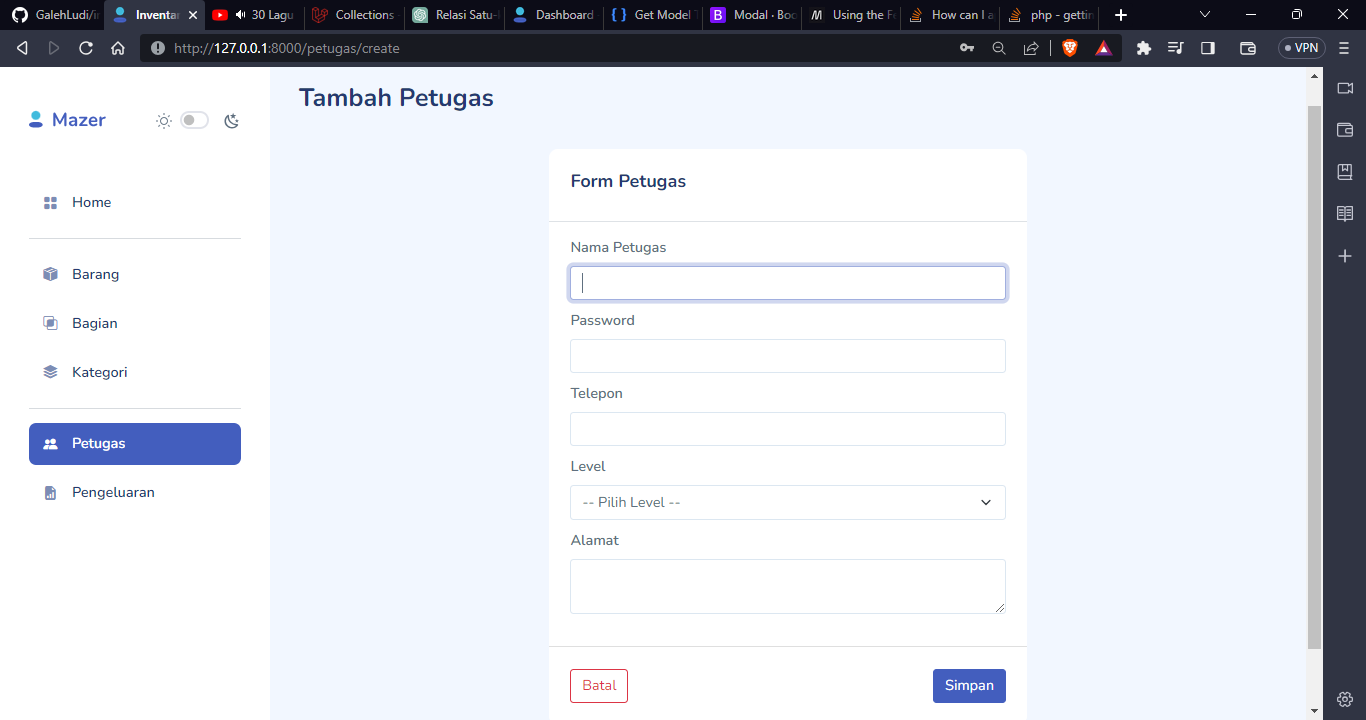 GalehLudi/i
Inventar
30 Lagu
Collections
Relasi Satu-
Dashboard
Get Model
Modal · Boo
Using the F
How can I a
php - gettin
http://127.0.0.1:8000/petugas/create
VPN
Mazer
Home
Barang
Bagian
Kategori
Petugas
Pengeluaran
Tambah Petugas
Form Petugas
Nama Petugas
Password
Telepon
Level
-- Pilih Level --
Alamat
Batal
Simpan